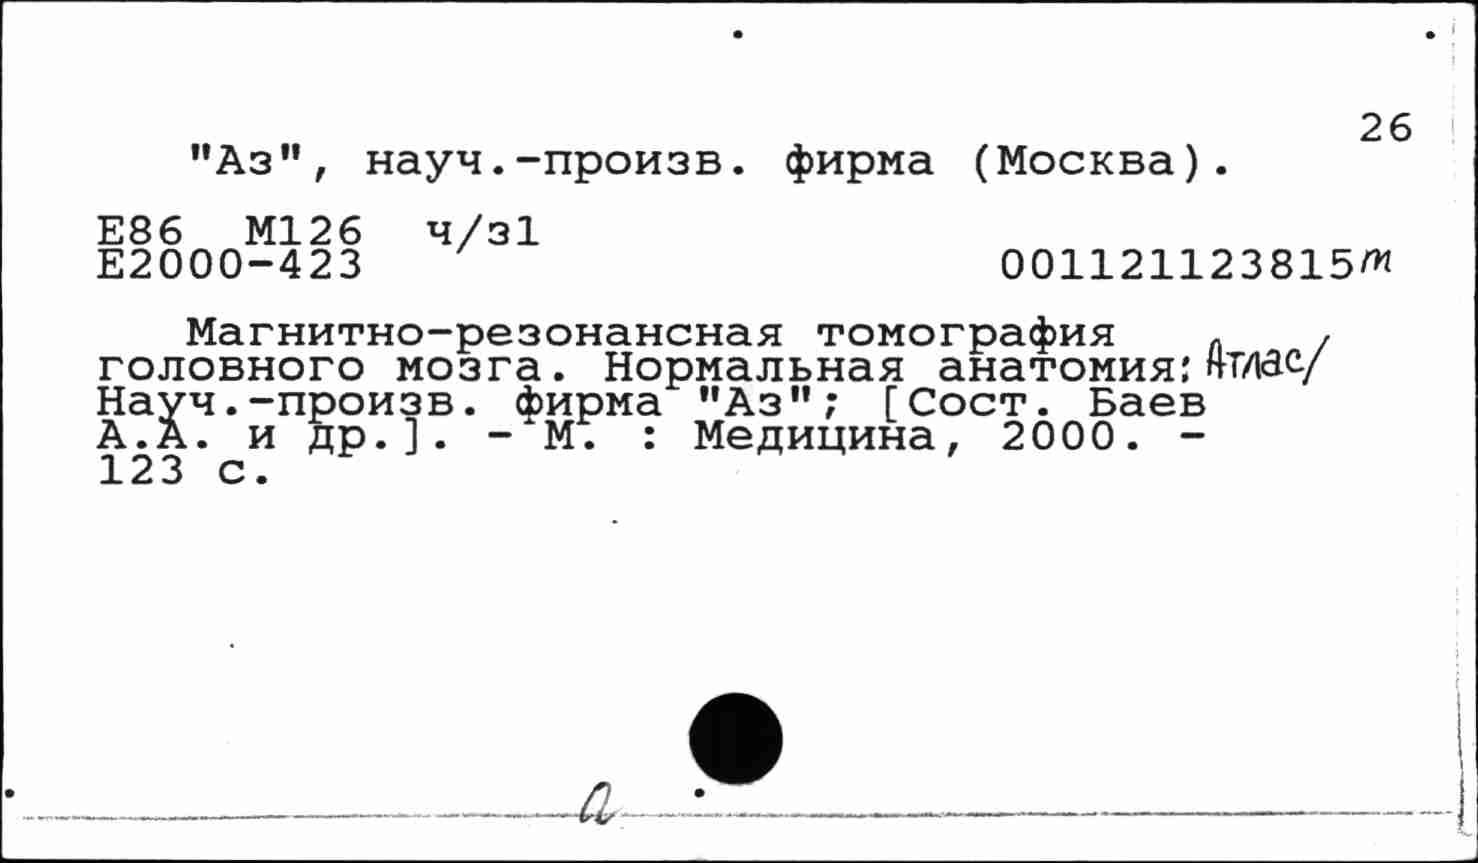 26
"Аз", науч.-произв. фирма (Москва).
Е86 М126 ч/з1
Е2000-423 001121123815т
Магнитно-резонансная томография
головного мозга. Нормальная анатомия: Атлас/
Науч.-произв. фирма "Аз"; [Сост. Баев
А.А. и др.]. - М. : Медицина, 2000. -
123 с.
а